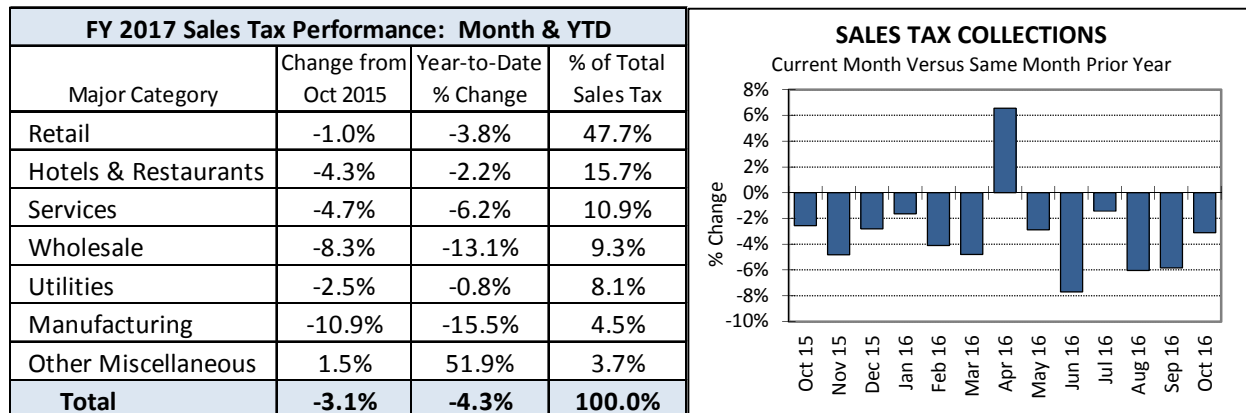 FY 2017 Sales Tax Performance: Month & YTD
Major Category Change from Oct 2015 Year-to-Date % Change % of Total Sales Tax
Retail -1.0% -3.8% 47.7%
Hotels & Restaurants -4.3% -2.2% 15.7%
Services -4.7% -6.2% 10.9%
Wholesale -8.3% -13.1% 9.3%
Utilities -2.5% -0.8% 8.1%
Manufacturing -10.9% -15.5% 4.5%
Other Miscellaneous 1.5% 51.9% 3.7%
Total -3.1% -4.3% 100.0%
SALES TAX COLLECTIONS
Current Month Versus Same Month Prior Year
% Change
8%
6%
4%
2%
0%
-2%
-4%
-6%
-8%
-10%
Oct 15
Nov 15
Dec 15
Jan 16
Feb 16
Mar 16
Apr 16
May 16
Jun 16
Jul 16
Aug 16
Sep 16
Oct 16